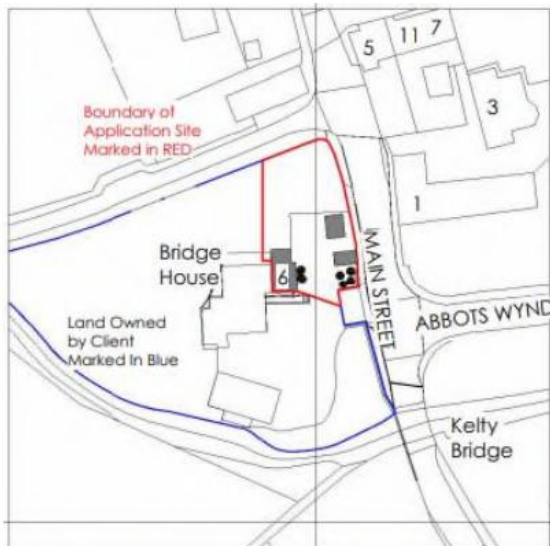 5
11
7
3
Boundary of
Application Site
Marked in RED
1
Bridge
House
6
MAIN STREET
Land Owned
by Client
Marked In Blue
ABBOTS WYND
Kelty
Bridge